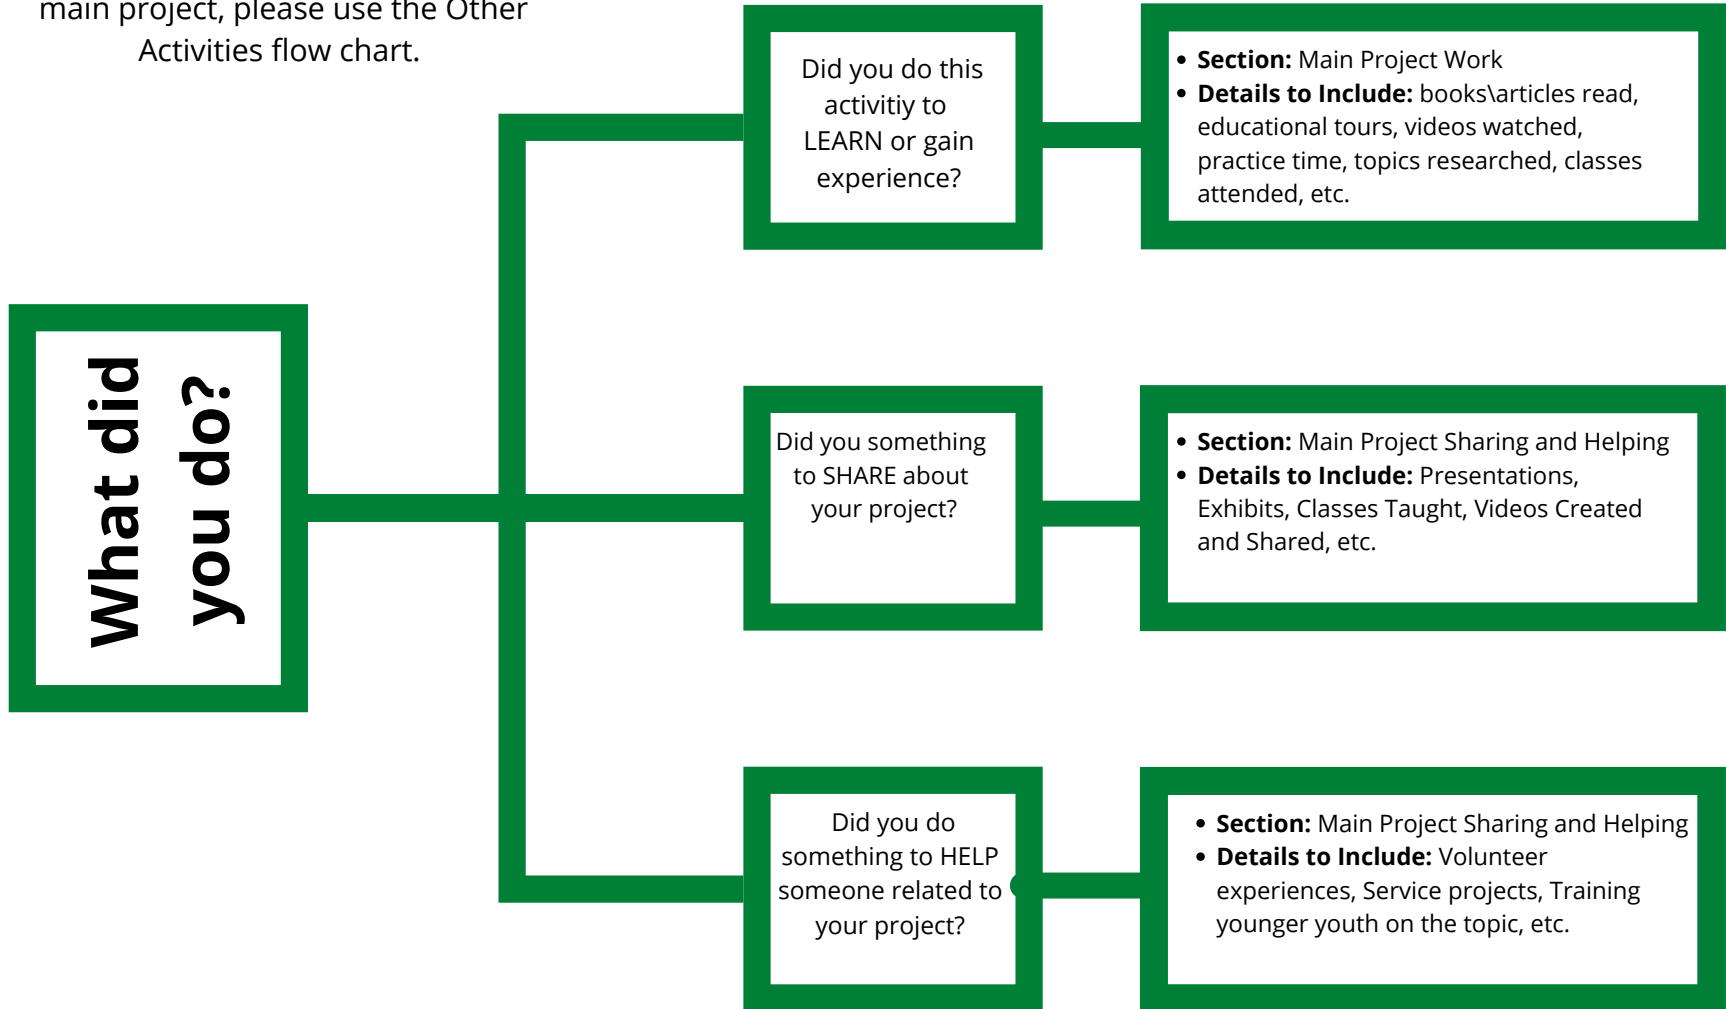 main project, please use the Other
Activities flow chart.
What did
you do?
Did you do this
activitiy to
LEARN or gain
experience?
• Section: Main Project Work
• Details to Include: books\articles read,
educational tours, videos watched,
practice time, topics researched, classes
attended, etc.
Did you something
to SHARE about
your project?
• Section: Main Project Sharing and Helping
• Details to Include: Presentations,
Exhibits, Classes Taught, Videos Created
and Shared, etc.
Did you do
something to HELP
someone related to
your project?
• Section: Main Project Sharing and Helping
• Details to Include: Volunteer
experiences, Service projects, Training
younger youth on the topic, etc.